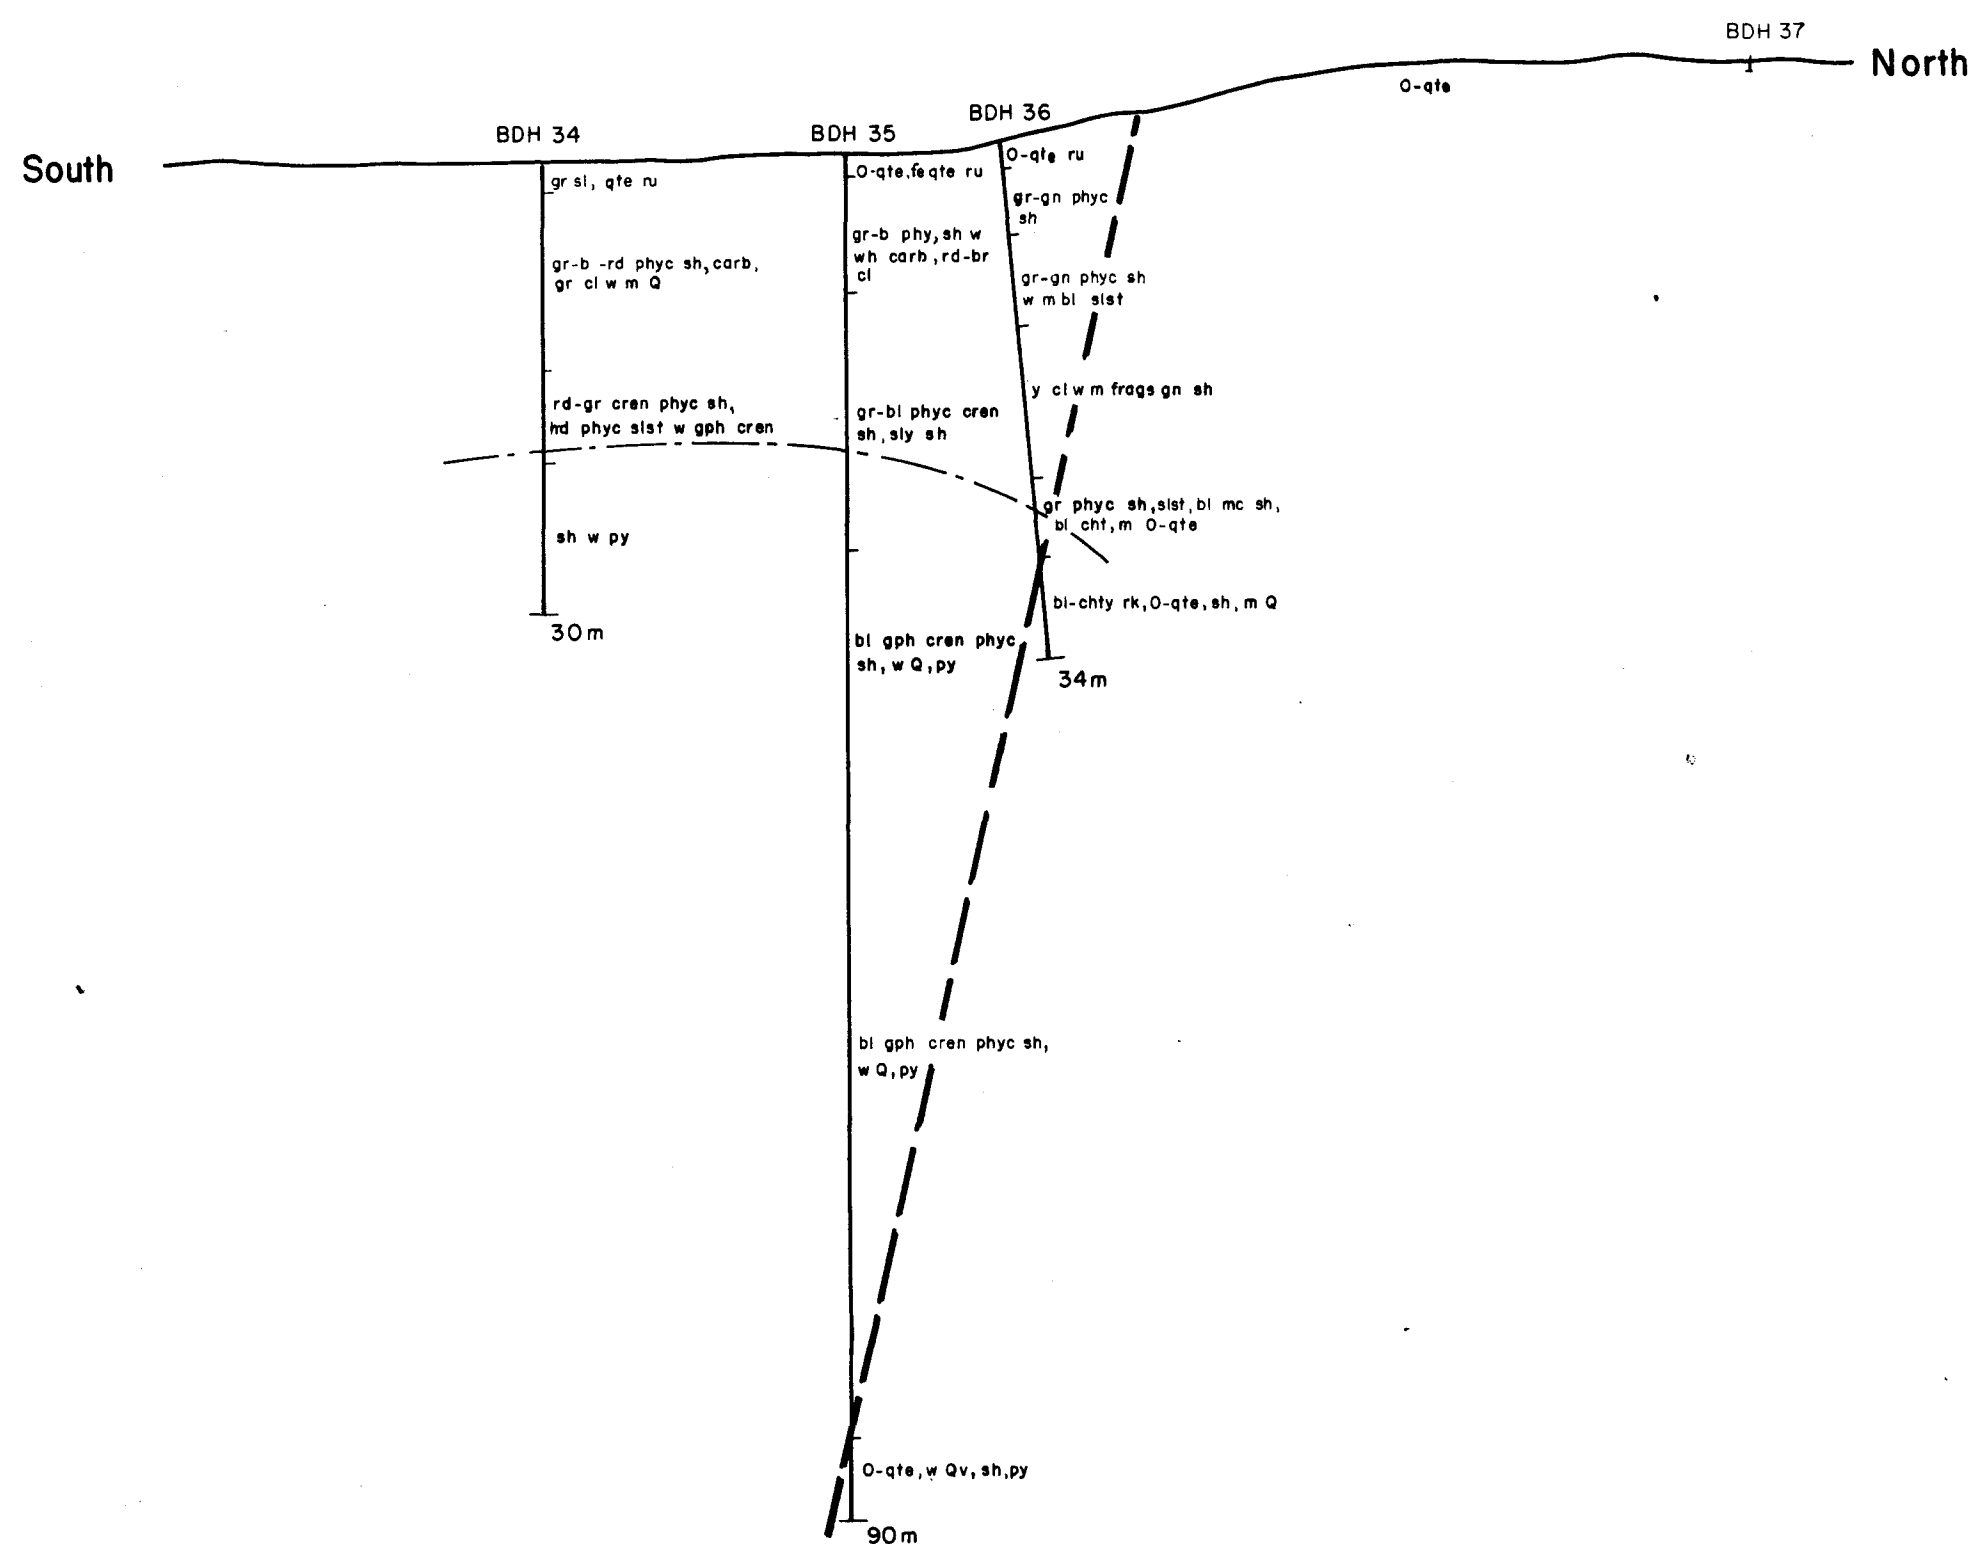 BDH 37
North
O-qte
BDH 36
BDH 34
BDH 35
South
gr sl, qte ru
gr-b -rd phyc sh, carb,
gr cl w m Q
rd-gr cren phyc sh,
hd phyc slst w gph cren
sh w py
30m
O-qte, fe qte ru
gr-b phy, sh w
wh carb, rd-br
cl
gr-bl phyc cren
sh, sly sh
bl gph cren phyc
sh, w Q, py
bl gph cren phyc sh,
w Q, py
O-qte, w Qv, sh, py
90m
O-qte ru
gr-gn phyc
sh
gr-gn phyc sh
w m bl slst
y cl w m frags gn sh
gr phyc sh, slst, bl mc sh,
bl cht, m O-qte
bl-chty rk, O-qte, sh, m Q
34m